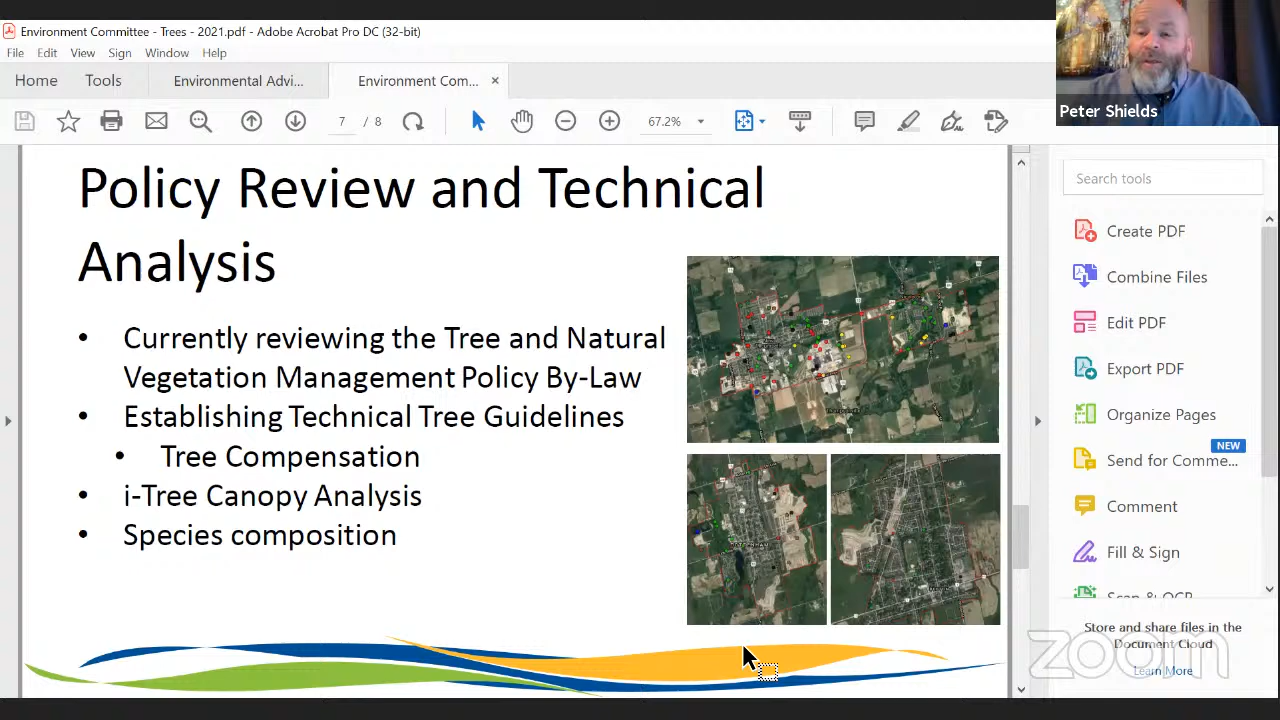 Environment Committee - Trees - 2021.pdf - Adobe Acrobat Pro DC (32-bit)
File Edit View Sign Window Help
Home Tools Environmental Advi... Environment Com... ×
7 / 8 67.2%
Peter Shields
Policy Review and Technical
Analysis
• Currently reviewing the Tree and Natural
Vegetation Management Policy By-Law
• Establishing Technical Tree Guidelines
• Tree Compensation
• i-Tree Canopy Analysis
• Species composition
Search tools
Create PDF
Combine Files
Edit PDF
Export PDF
Organize Pages
NEW
Send for Comme...
Comment
Fill & Sign
Scan & OCR
Store and share files in the
Document Cloud
Learn More
zoom